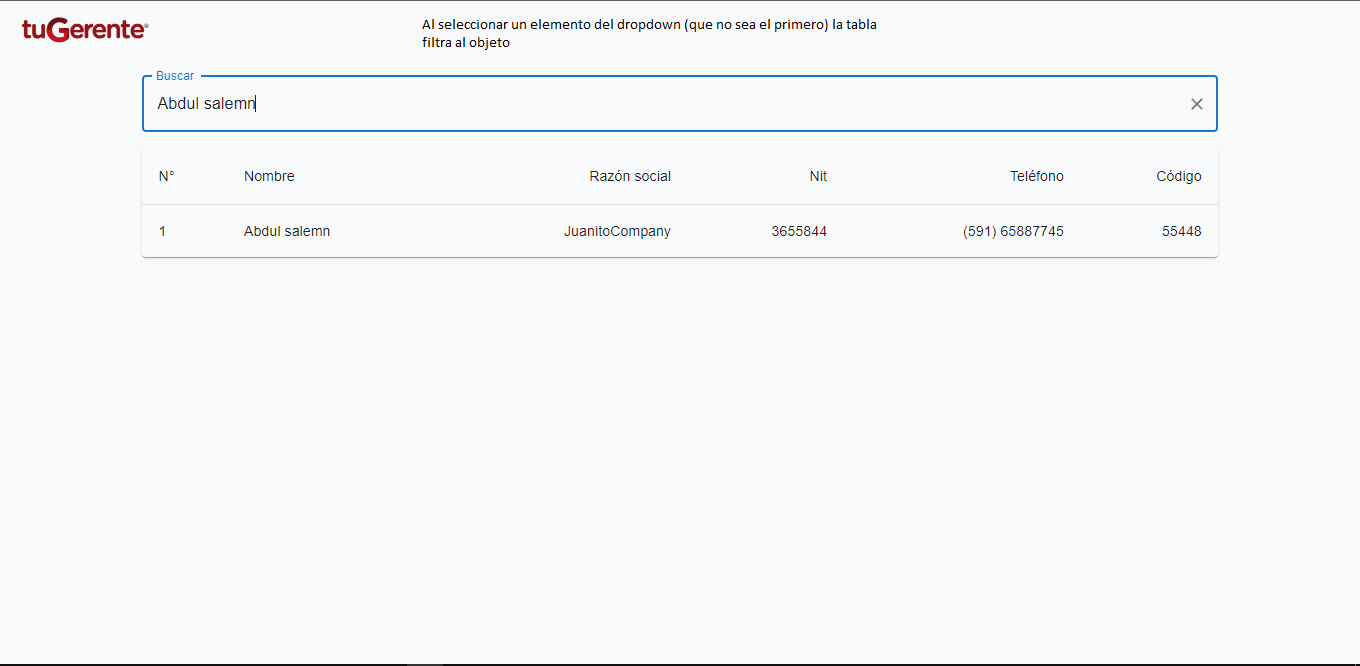 tuGerente®
Al seleccionar un elemento del dropdown (que no sea el primero) la tabla
filtra al objeto
Buscar
Abdul salemn
N° Nombre Razón social Nit Teléfono Código
1 Abdul salemn JuanitoCompany 3655844 (591) 65887745 55448